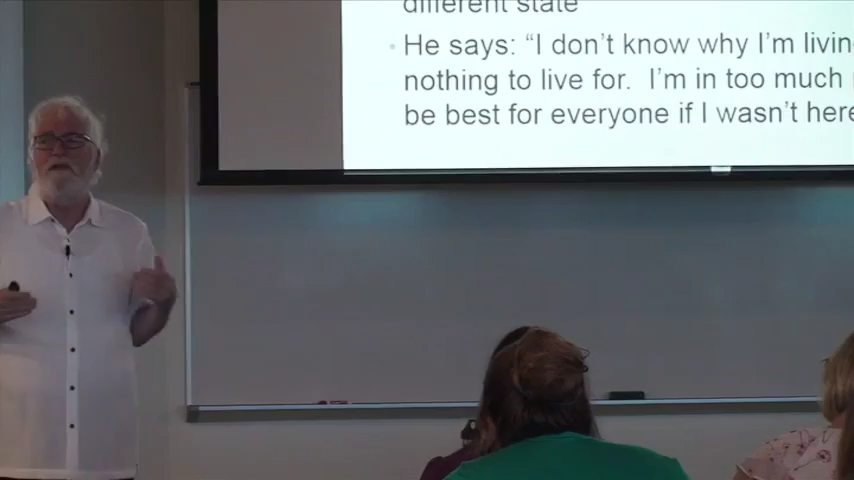 different state
He says: “I don’t know why I’m livin
nothing to live for.  I’m in too much
be best for everyone if I wasn’t here